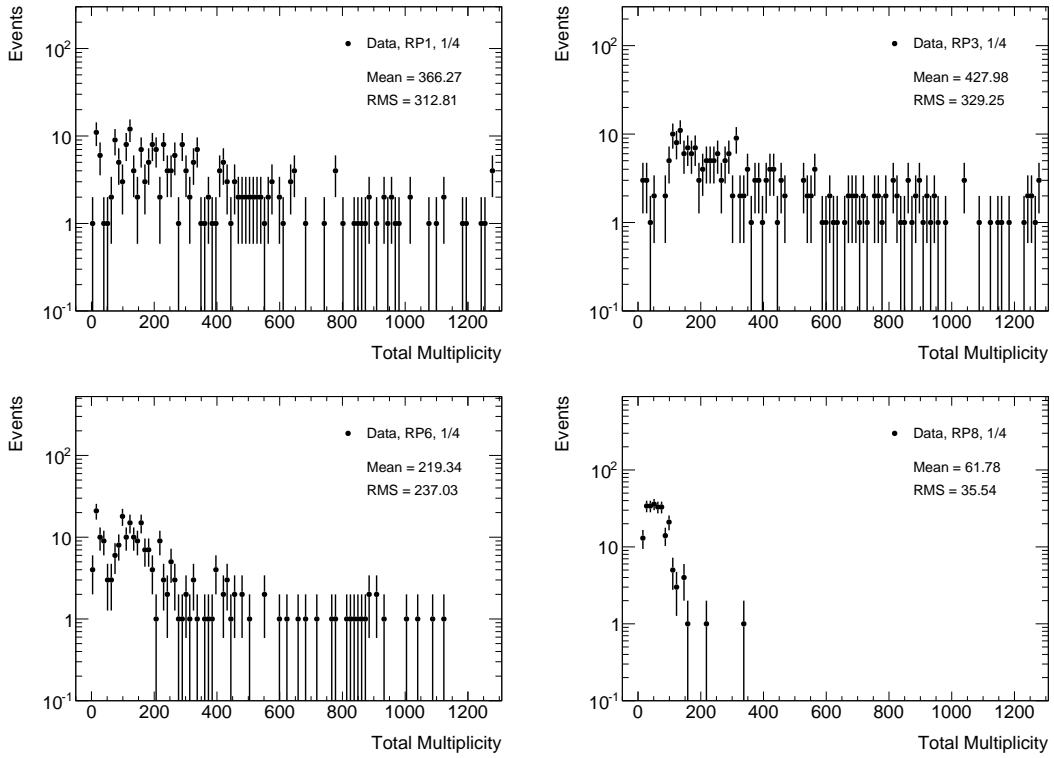 Events
10²
10
1
10⁻¹
Data, RP1, 1/4
Mean = 366.27
RMS = 312.81
0 200 400 600 800 1000 1200
Total Multiplicity
Events
10²
10
1
10⁻¹
Data, RP3, 1/4
Mean = 427.98
RMS = 329.25
0 200 400 600 800 1000 1200
Total Multiplicity
Events
10²
10
1
10⁻¹
Data, RP6, 1/4
Mean = 219.34
RMS = 237.03
0 200 400 600 800 1000 1200
Total Multiplicity
Events
10²
10
1
10⁻¹
Data, RP8, 1/4
Mean = 61.78
RMS = 35.54
0 200 400 600 800 1000 1200
Total Multiplicity